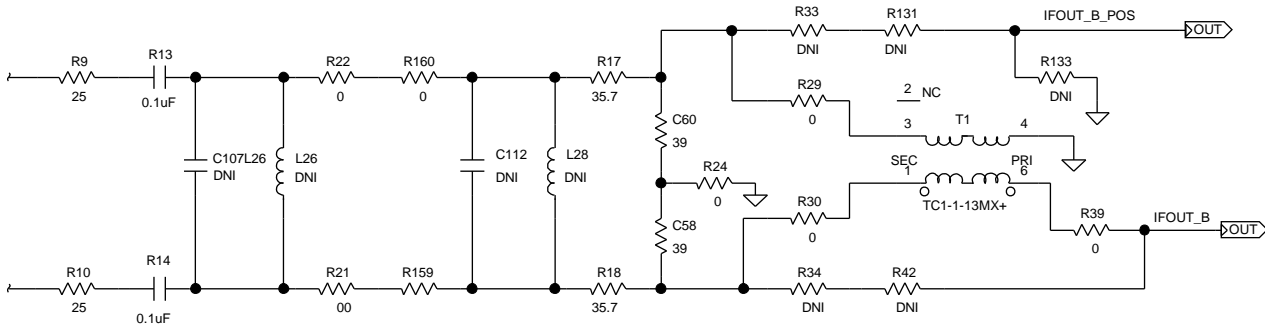 R33
R131
IFOUT_B_POS
OUT
DNI
DNI
R9
25
R13
0.1uF
R22
0
R160
0
R17
35.7
R133
DNI
R29
0
2
NC
3
T1
4
C60
39
C107L26
DNI
L26
DNI
C112
DNI
L28
DNI
R24
0
SEC
1
PRI
6
TC1-1-13MX+
R30
0
R39
0
IFOUT_B
OUT
C58
39
R10
25
R14
0.1uF
R21
00
R159
R18
35.7
R34
DNI
R42
DNI